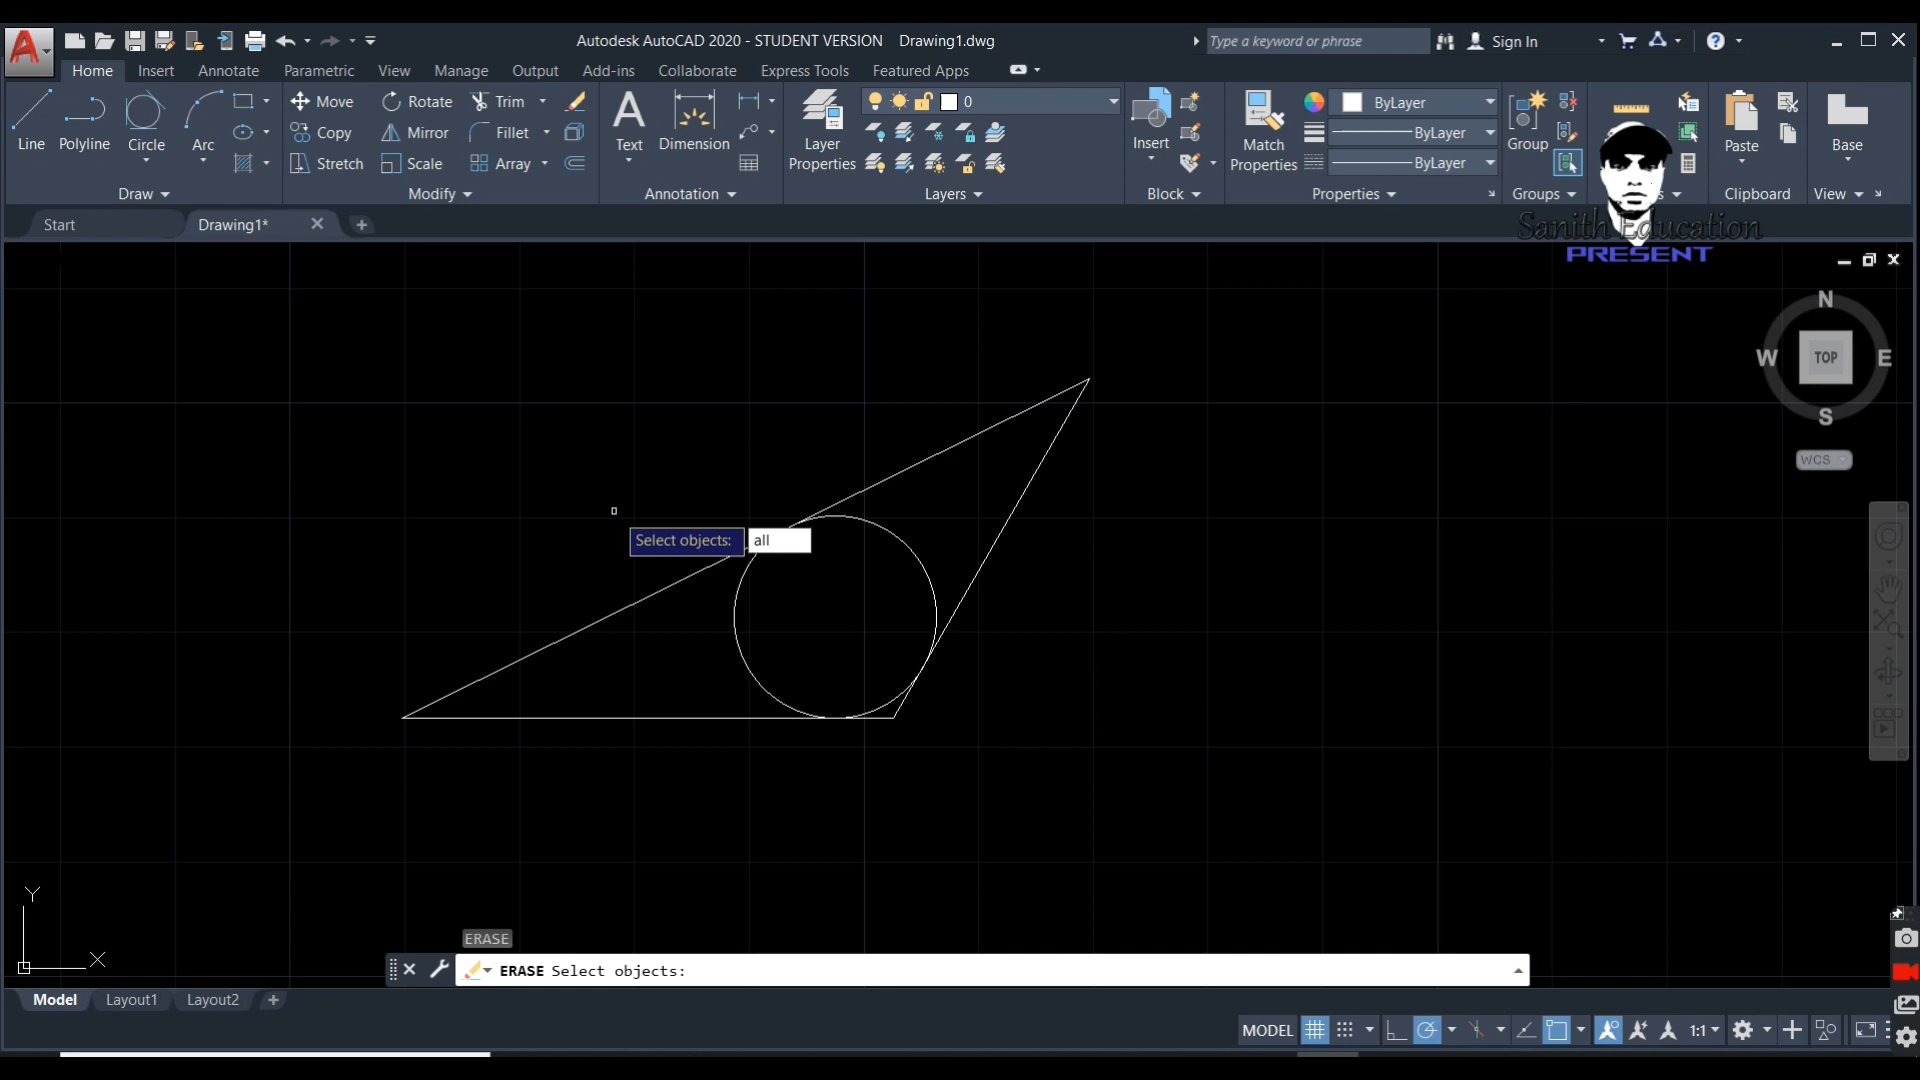 Autodesk AutoCAD 2020 - STUDENT VERSION Drawing1.dwg
Type a keyword or phrase
Sign In
Home Insert Annotate Parametric View Manage Output Add-ins Collaborate Express Tools Featured Apps
Line Polyline Circle Arc
Move Rotate Trim
Copy Mirror Fillet
Stretch Scale Array
Text Dimension
Layer
Properties
0
Insert
Match
Properties
ByLayer
ByLayer
ByLayer
Group
Paste
Base
Draw Modify Annotation Layers Block Properties Groups Clipboard View
Sanith Education
PRESENT
Start Drawing1*
N
W TOP E
S
WCS
Select objects: all
Y
X
ERASE
ERASE Select objects:
Model Layout1 Layout2
MODEL 1:1